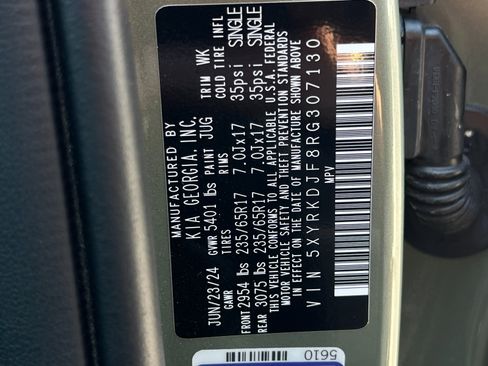 MANUFACTURED BY
KIA GEORGIA, INC.
JUN/23/24 GVWR 5401 lbs PAINT JUG TRIM WK
GAWR TIRES RIMS COLD TIRE INFL
FRONT 2954 lbs 235/65R17 7.0Jx17 35psi SINGLE
REAR 3075 lbs 235/65R17 7.0Jx17 35psi SINGLE
THIS VEHICLE CONFORMS TO ALL APPLICABLE U.S.A. FEDERAL
MOTOR VEHICLE SAFETY AND THEFT PREVENTION STANDARDS
IN EFFECT ON THE DATE OF MANUFACTURE SHOWN ABOVE
VIN 5XYRKDJF8RG307130
MPV
5610